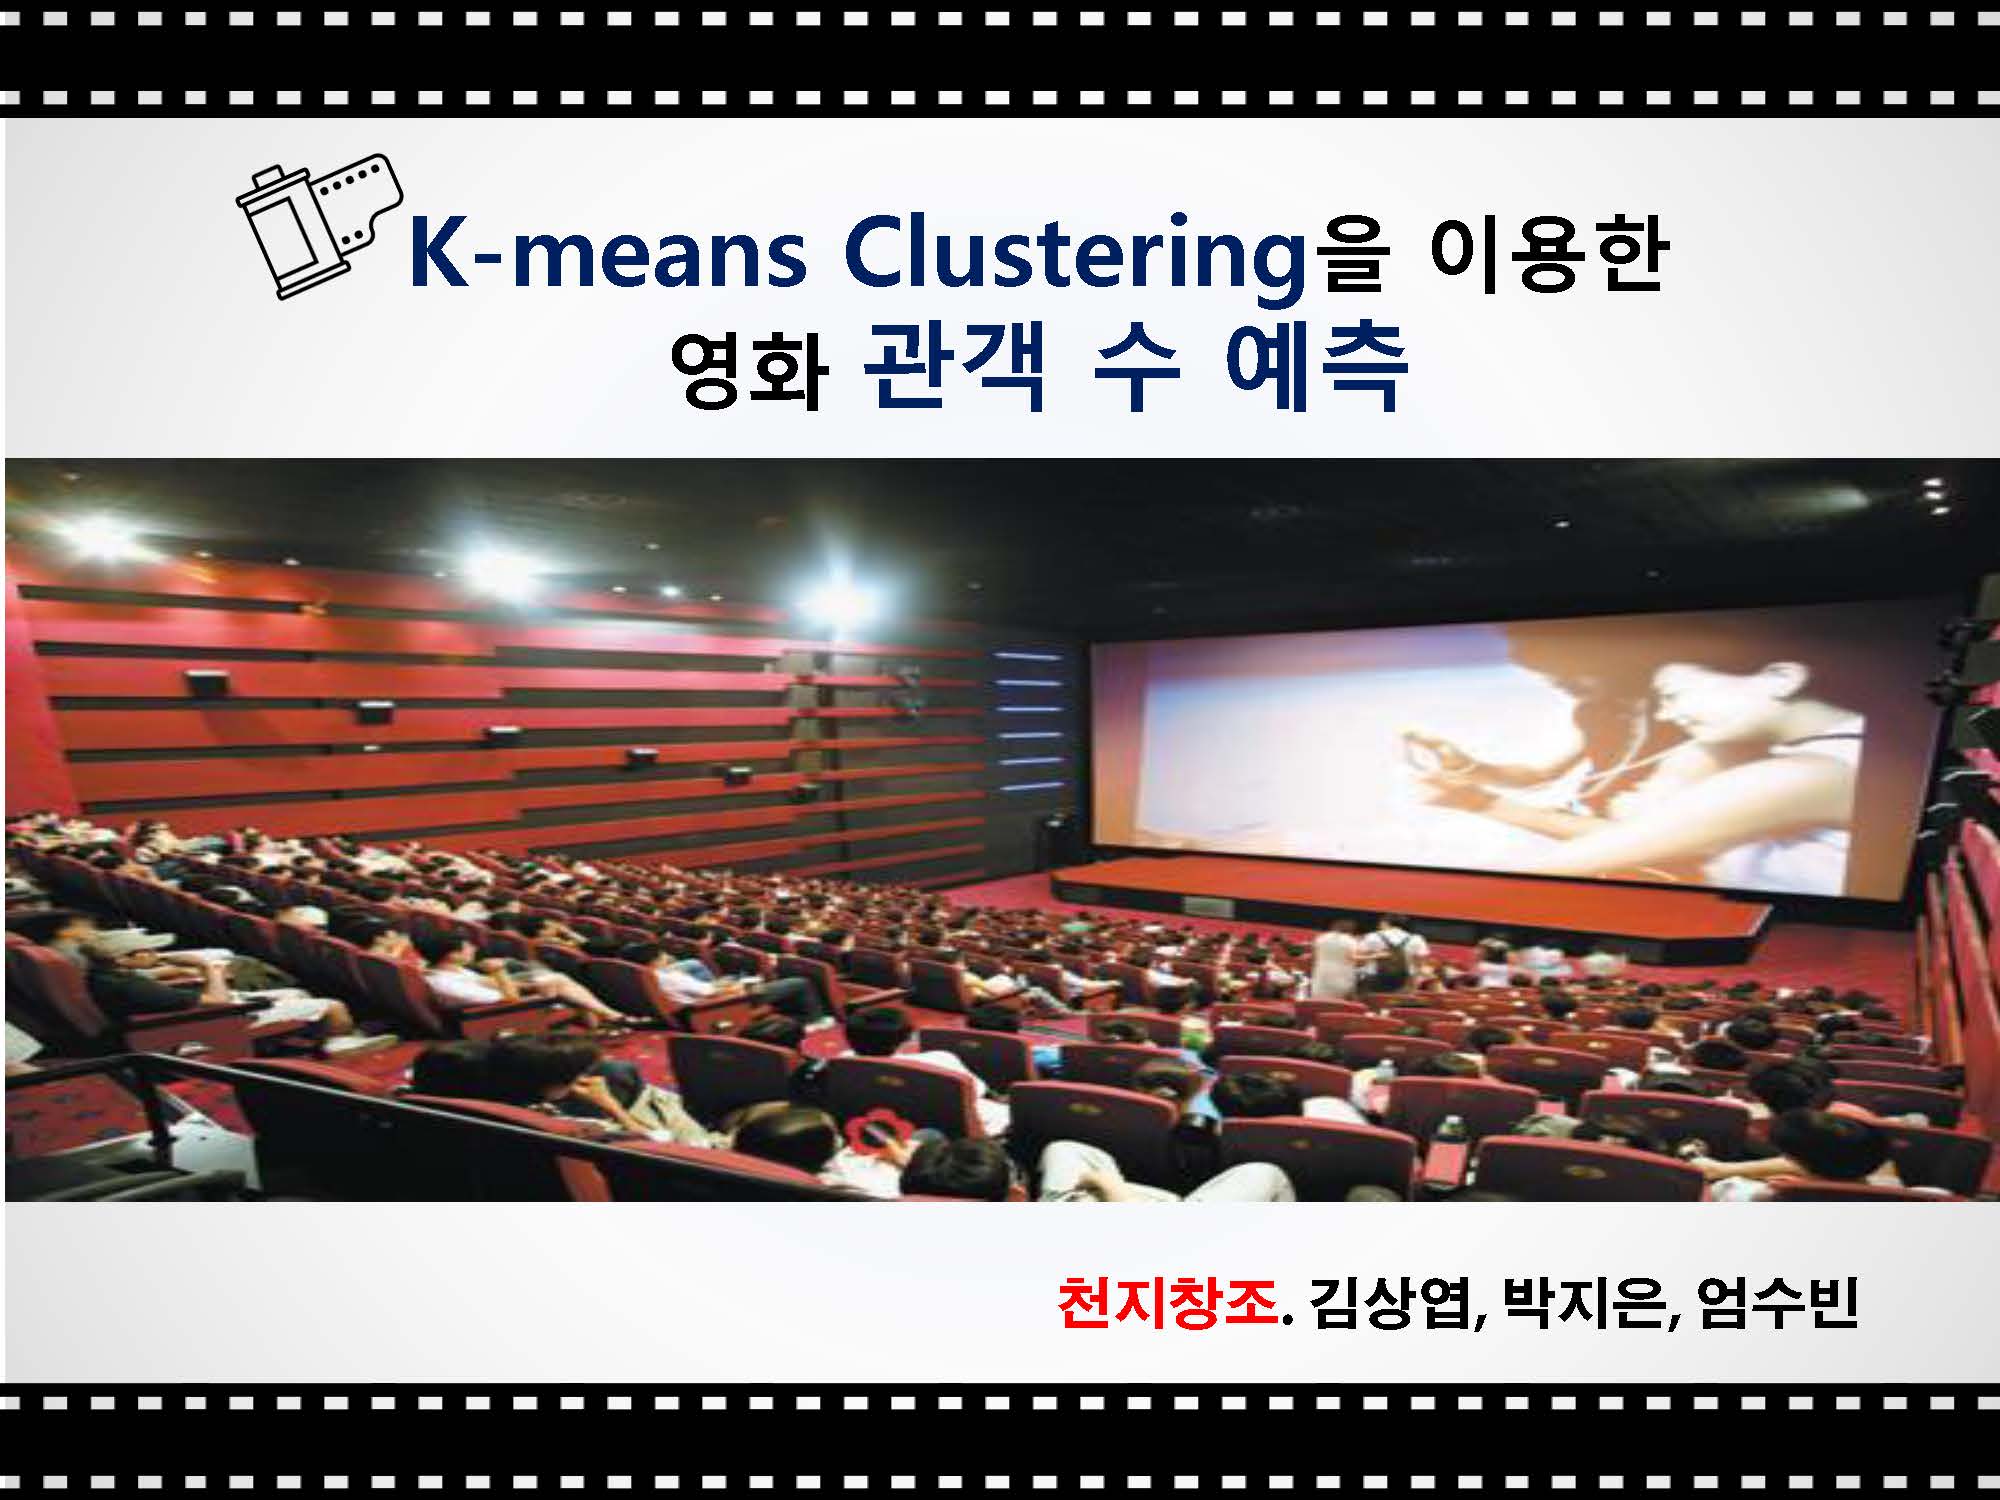 K-means Clustering을 이용한
영화 관객 수 예측
천지창조. 김상엽, 박지은, 엄수빈